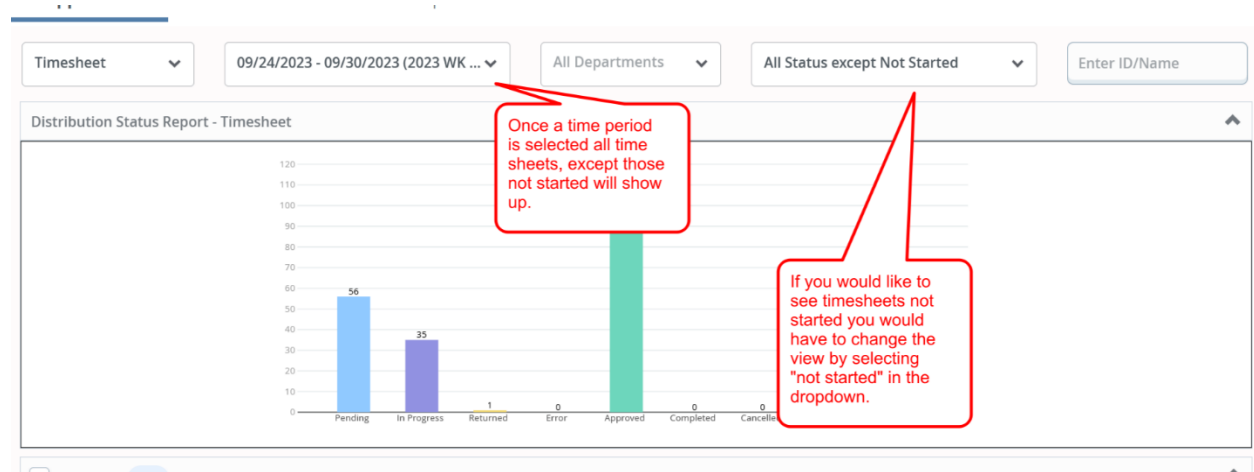 Timesheet
09/24/2023 - 09/30/2023 (2023 WK ...
All Departments
All Status except Not Started
Enter ID/Name
Distribution Status Report - Timesheet
Once a time period
is selected all time
sheets, except those
not started will show
up.
120
110
100
90
80
70
60
50
40
30
20
10
0
56
35
1
0
0
0
Pending
In Progress
Returned
Error
Approved
Completed
If you would like to
see timesheets not
started you would
have to change the
view by selecting
"not started" in the
dropdown.